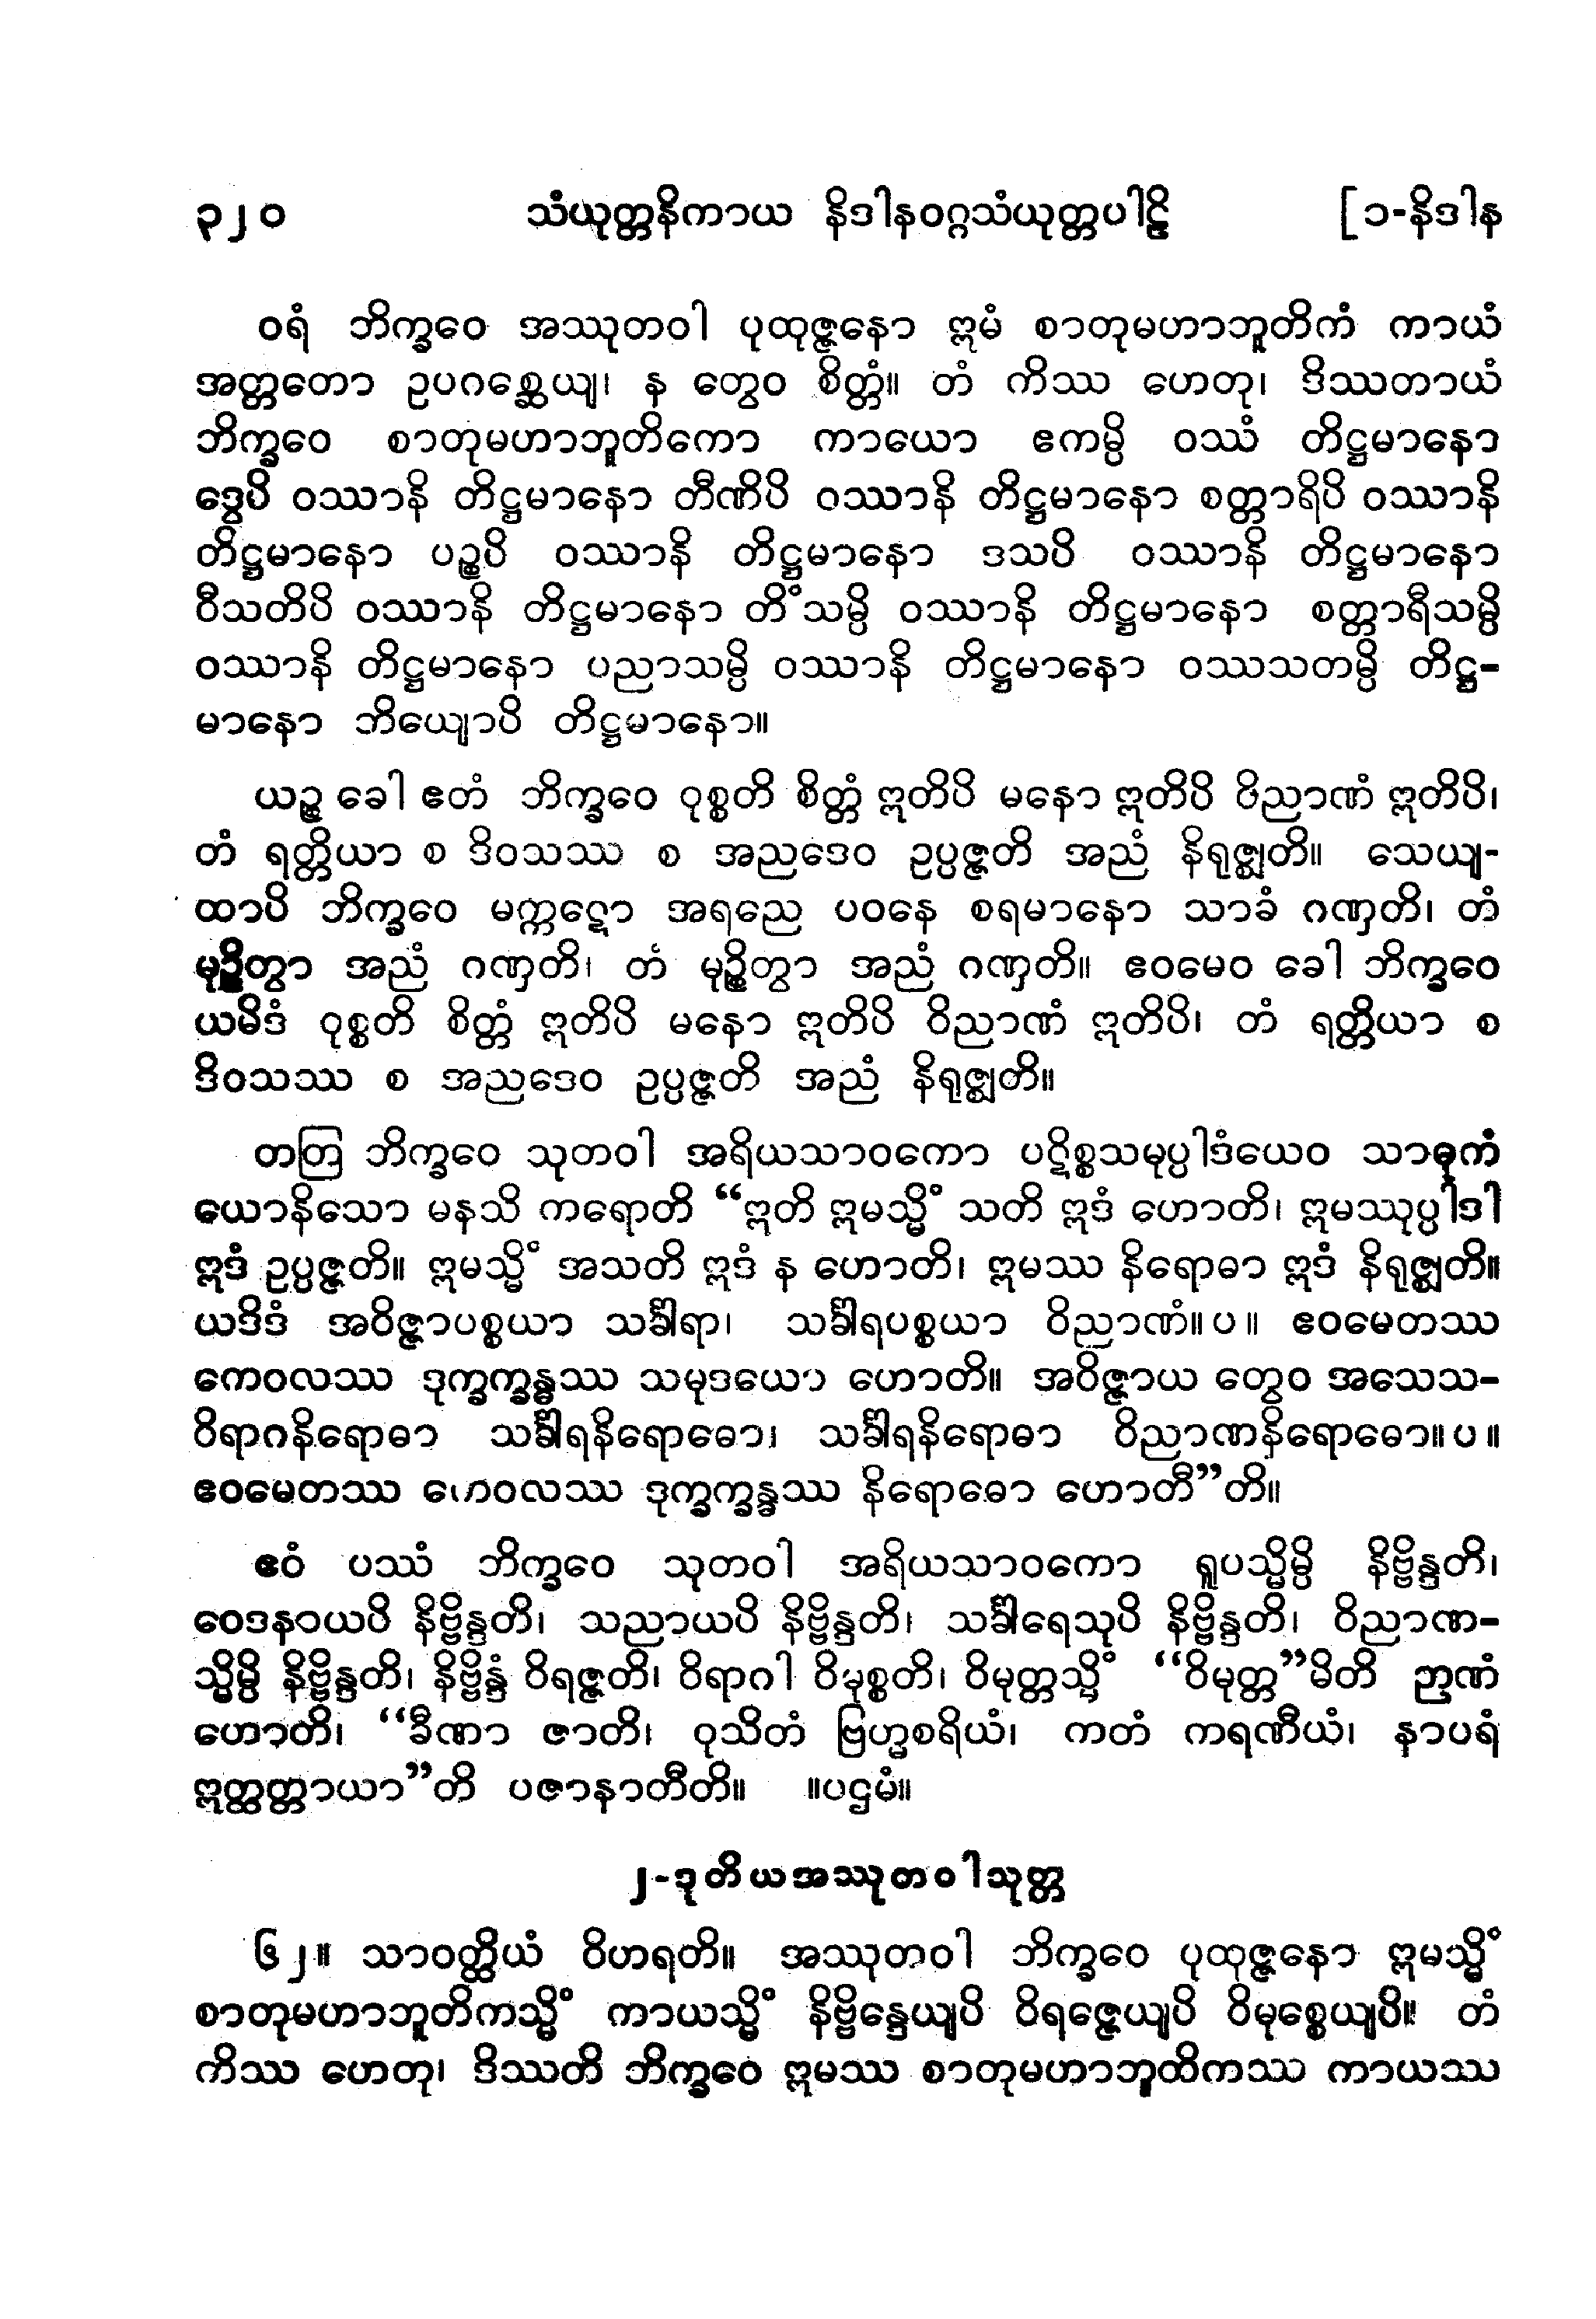 ၃၂၀ သံယုတ္တနိကာယ နိဒါနဝဂ္ဂသံယုတ္တပါဠိ [၁-နိဒါန
ဝရံ ဘိက္ခဝေ အဿုတဝါ ပုထုဇ္ဇနော ဣမံ စာတုမဟာဘူတိကံ ကာယံ
အတ္တတော ဥပဂစ္ဆေယျ၊ န တွေဝ စိတ္တံ။ တံ ကိဿ ဟေတု၊ ဒိဿတာယံ
ဘိက္ခဝေ စာတုမဟာဘူတိကော ကာယော ဧကမ္ပိ ဝဿံ တိဋ္ဌမာနော
ဒွေပိ ဝဿာနိ တိဋ္ဌမာနော တီဏိပိ ဝဿာနိ တိဋ္ဌမာနော စတ္တာရိပိ ဝဿာနိ
တိဋ္ဌမာနော ပဉ္စပိ ဝဿာနိ တိဋ္ဌမာနော ဒသပိ ဝဿာနိ တိဋ္ဌမာနော
ဝီသတိပိ ဝဿာနိ တိဋ္ဌမာနော တိံသမ္ပိ ဝဿာနိ တိဋ္ဌမာနော စတ္တာရီသမ္ပိ
ဝဿာနိ တိဋ္ဌမာနော ပညာသမ္ပိ ဝဿာနိ တိဋ္ဌမာနော ဝဿသတမ္ပိ တိဋ္ဌ-
မာနော ဘိယျောပိ တိဋ္ဌမာနော။
ယဉ္စ ခေါ ဧတံ ဘိက္ခဝေ ဝုစ္စတိ စိတ္တံ ဣတိပိ မနော ဣတိပိ ဝိညာဏံ ဣတိပိ၊
တံ ရတ္တိယာ စ ဒိဝသဿ စ အညဒေဝ ဥပ္ပဇ္ဇတိ အညံ နိရုဇ္ဈတိ။ သေယျ-
ထာပိ ဘိက္ခဝေ မက္ကဋော အရညေ ပဝနေ စရမာနော သာခံ ဂဏှတိ၊ တံ
မုဉ္စိတွာ အညံ ဂဏှတိ၊ တံ မုဉ္စိတွာ အညံ ဂဏှတိ။ ဧဝမေဝ ခေါ ဘိက္ခဝေ
ယမိဒံ ဝုစ္စတိ စိတ္တံ ဣတိပိ မနော ဣတိပိ ဝိညာဏံ ဣတိပိ၊ တံ ရတ္တိယာ စ
ဒိဝသဿ စ အညဒေဝ ဥပ္ပဇ္ဇတိ အညံ နိရုဇ္ဈတိ။
တတြ ဘိက္ခဝေ သုတဝါ အရိယသာဝကော ပဋိစ္စသမုပ္ပါဒံယေဝ သာဓုကံ
ယောနိသော မနသိ ကရောတိ “ဣတိ ဣမသ္မိံ သတိ ဣဒံ ဟောတိ၊ ဣမဿုပ္ပါဒါ
ဣဒံ ဥပ္ပဇ္ဇတိ။ ဣမသ္မိံ အသတိ ဣဒံ န ဟောတိ၊ ဣမဿ နိရောဓာ ဣဒံ နိရုဇ္ဈတိ။
ယဒိဒံ အဝိဇ္ဇာပစ္စယာ သင်္ခါရာ၊ သင်္ခါရပစ္စယာ ဝိညာဏံ။ပ။ ဧဝမေတဿ
ကေဝလဿ ဒုက္ခက္ခန္ဓဿ သမုဒယော ဟောတိ။ အဝိဇ္ဇာယ တွေဝ အသေသ-
ဝိရာဂနိရောဓာ သင်္ခါရနိရောဓော၊ သင်္ခါရနိရောဓာ ဝိညာဏနိရောဓော။ပ။
ဧဝမေတဿ ကေဝလဿ ဒုက္ခက္ခန္ဓဿ နိရောဓော ဟောတီ”တိ။
ဧဝံ ပဿံ ဘိက္ခဝေ သုတဝါ အရိယသာဝကော ရူပသ္မိမ္ပိ နိဗ္ဗိန္ဒတိ၊
ဝေဒနာယပိ နိဗ္ဗိန္ဒတိ၊ သညာယပိ နိဗ္ဗိန္ဒတိ၊ သင်္ခါရေသုပိ နိဗ္ဗိန္ဒတိ၊ ဝိညာဏ-
သ္မိမ္ပိ နိဗ္ဗိန္ဒတိ၊ နိဗ္ဗိန္ဒံ ဝိရဇ္ဇတိ၊ ဝိရာဂါ ဝိမုစ္စတိ၊ ဝိမုတ္တသ္မိံ “ဝိမုတ္တ”မိတိ ဉာဏံ
ဟောတိ၊ “ခီဏာ ဇာတိ၊ ဝုသိတံ ဗြဟ္မစရိယံ၊ ကတံ ကရဏီယံ၊ နာပရံ
ဣတ္ထတ္တာယာ”တိ ပဇာနာတီတိ။ ။ပဌမံ။
၂-ဒုတိယအဿုတဝါသုတ္တ
၆၂။ သာဝတ္ထိယံ ဝိဟရတိ။ အဿုတဝါ ဘိက္ခဝေ ပုထုဇ္ဇနော ဣမသ္မိံ
စာတုမဟာဘူတိကသ္မိံ ကာယသ္မိံ နိဗ္ဗိန္ဒေယျပိ ဝိရဇ္ဇေယျပိ ဝိမုစ္စေယျပိ။ တံ
ကိဿ ဟေတု၊ ဒိဿတိ ဘိက္ခဝေ ဣမဿ စာတုမဟာဘူထိကဿ ကာယဿ